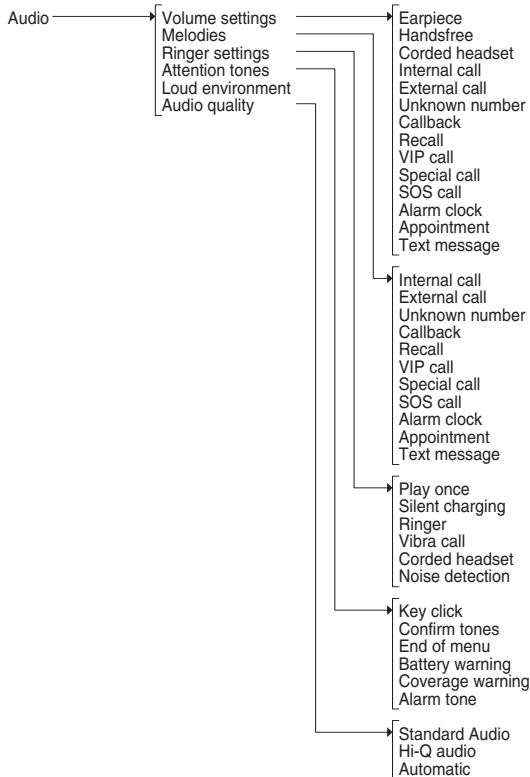 Audio
Volume settings
Melodies
Ringer settings
Attention tones
Loud environment
Audio quality
Earpiece
Handsfree
Corded headset
Internal call
External call
Unknown number
Callback
Recall
VIP call
Special call
SOS call
Alarm clock
Appointment
Text message
Internal call
External call
Unknown number
Callback
Recall
VIP call
Special call
SOS call
Alarm clock
Appointment
Text message
Play once
Silent charging
Ringer
Vibra call
Corded headset
Noise detection
Key click
Confirm tones
End of menu
Battery warning
Coverage warning
Alarm tone
Standard Audio
Hi-Q audio
Automatic